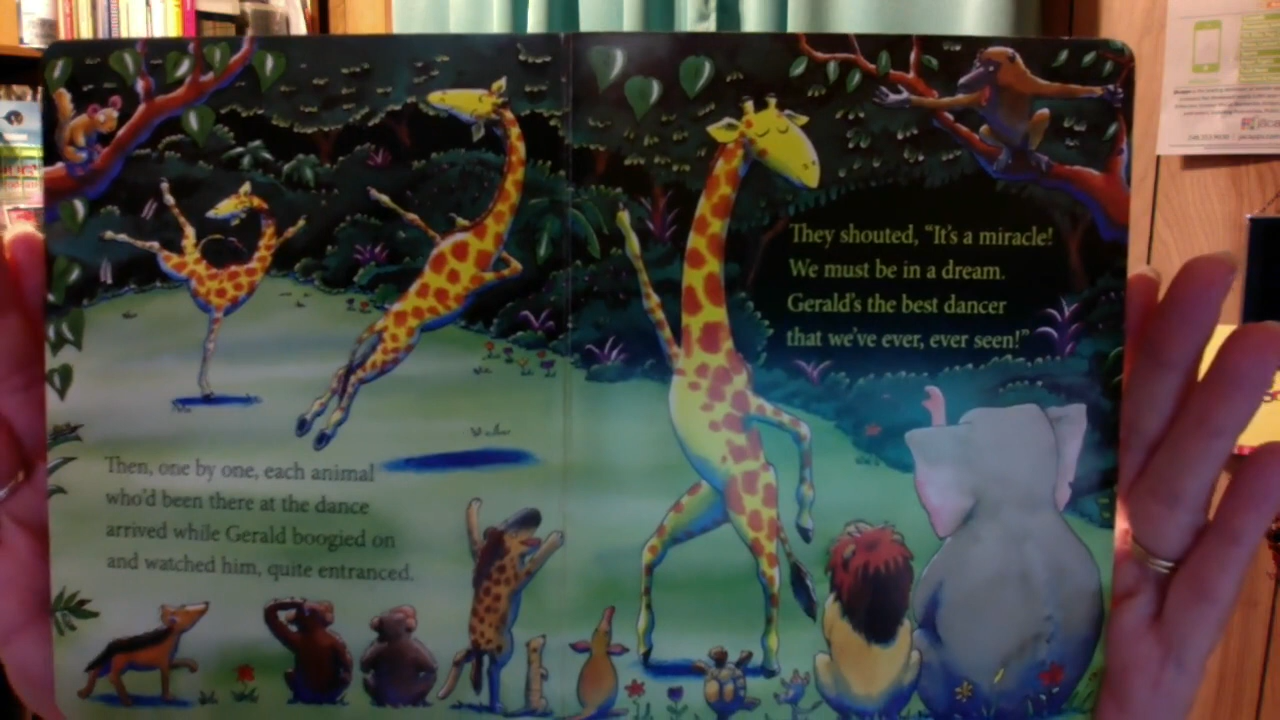 Then, one by one, each animal
who'd been there at the dance
arrived while Gerald boogied on
and watched him, quite entranced.
They shouted, “It's a miracle!
We must be in a dream.
Gerald's the best dancer
that we've ever, ever seen!”